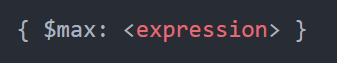 { $max: <expression> }